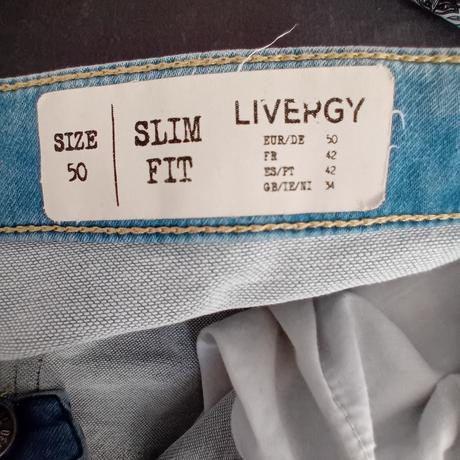 SIZE
50
SLIM
FIT
LIVERGY
EUR/DE 50
FR 42
ES/PT 42
GB/IE/NI 34